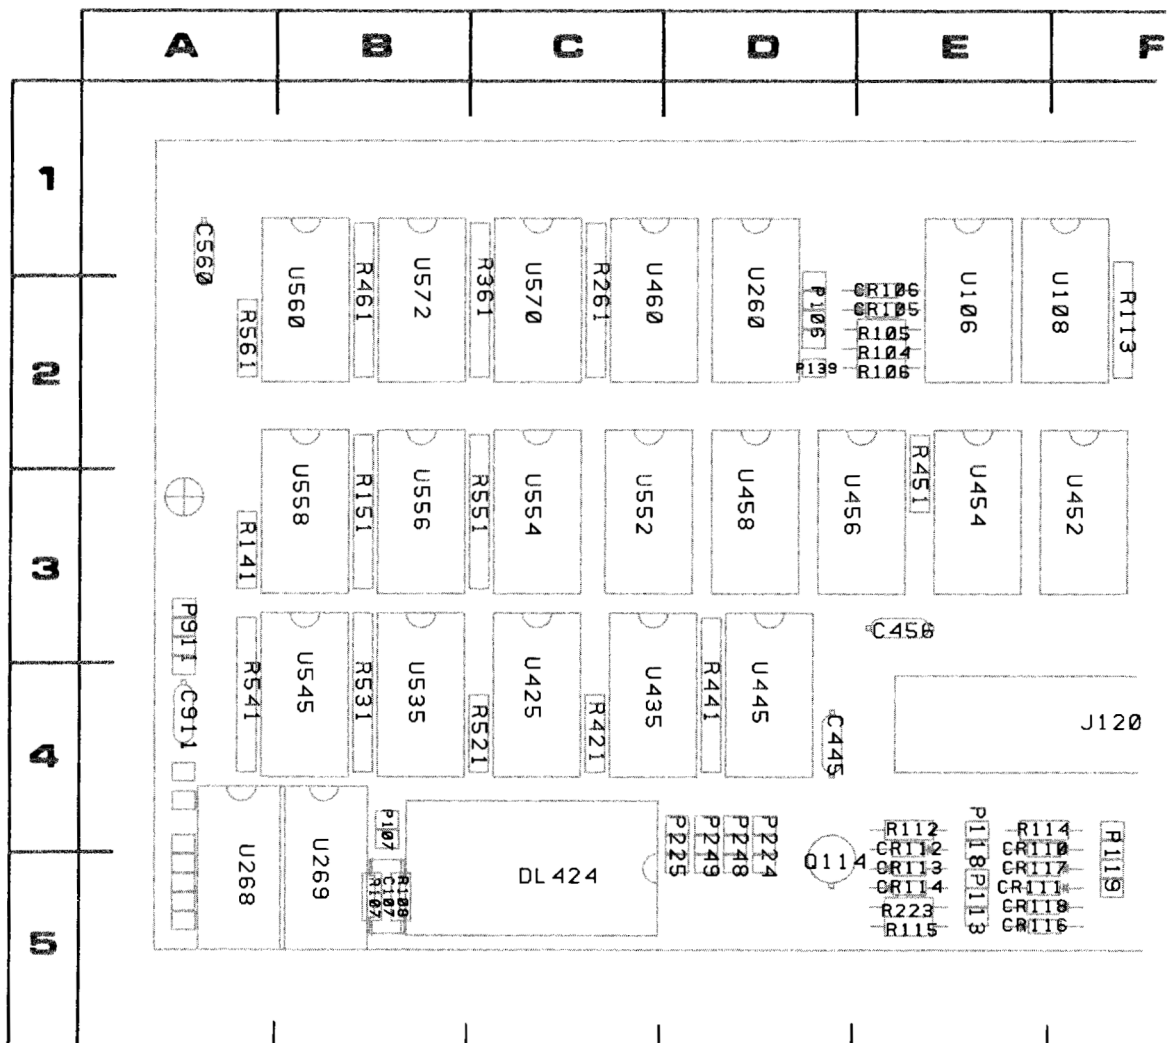 A B C D E F
1
C560 U560 R461 U572 R361 U570 R261 U460 U260 P106 CR106 U106 U108 R113
CR105
R561 R105
R104
2 P139 R106
U558 R151 U556 R551 U554 U552 U458 U456 R451 U454 U452
R141
3
P911 C456
R541 U545 R531 U535 U425 U435 R441 U445
C911 R521 R421 C445 J120
4
P107 P225 P249 P248 P224 R112 P118 R114 P119
CR112 CR110
U268 U269 DL424 Q114 CR113 CR117
R107 C107 R108 CR114 P113 CR111
R223 CR118
R115 CR116
5